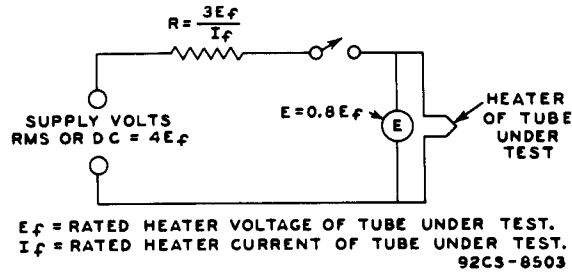 R = 3Ef / If
SUPPLY VOLTS
RMS OR DC = 4Ef
E = 0.8Ef
E
HEATER
OF TUBE
UNDER
TEST
Ef = RATED HEATER VOLTAGE OF TUBE UNDER TEST.
If = RATED HEATER CURRENT OF TUBE UNDER TEST.
92CS-8503